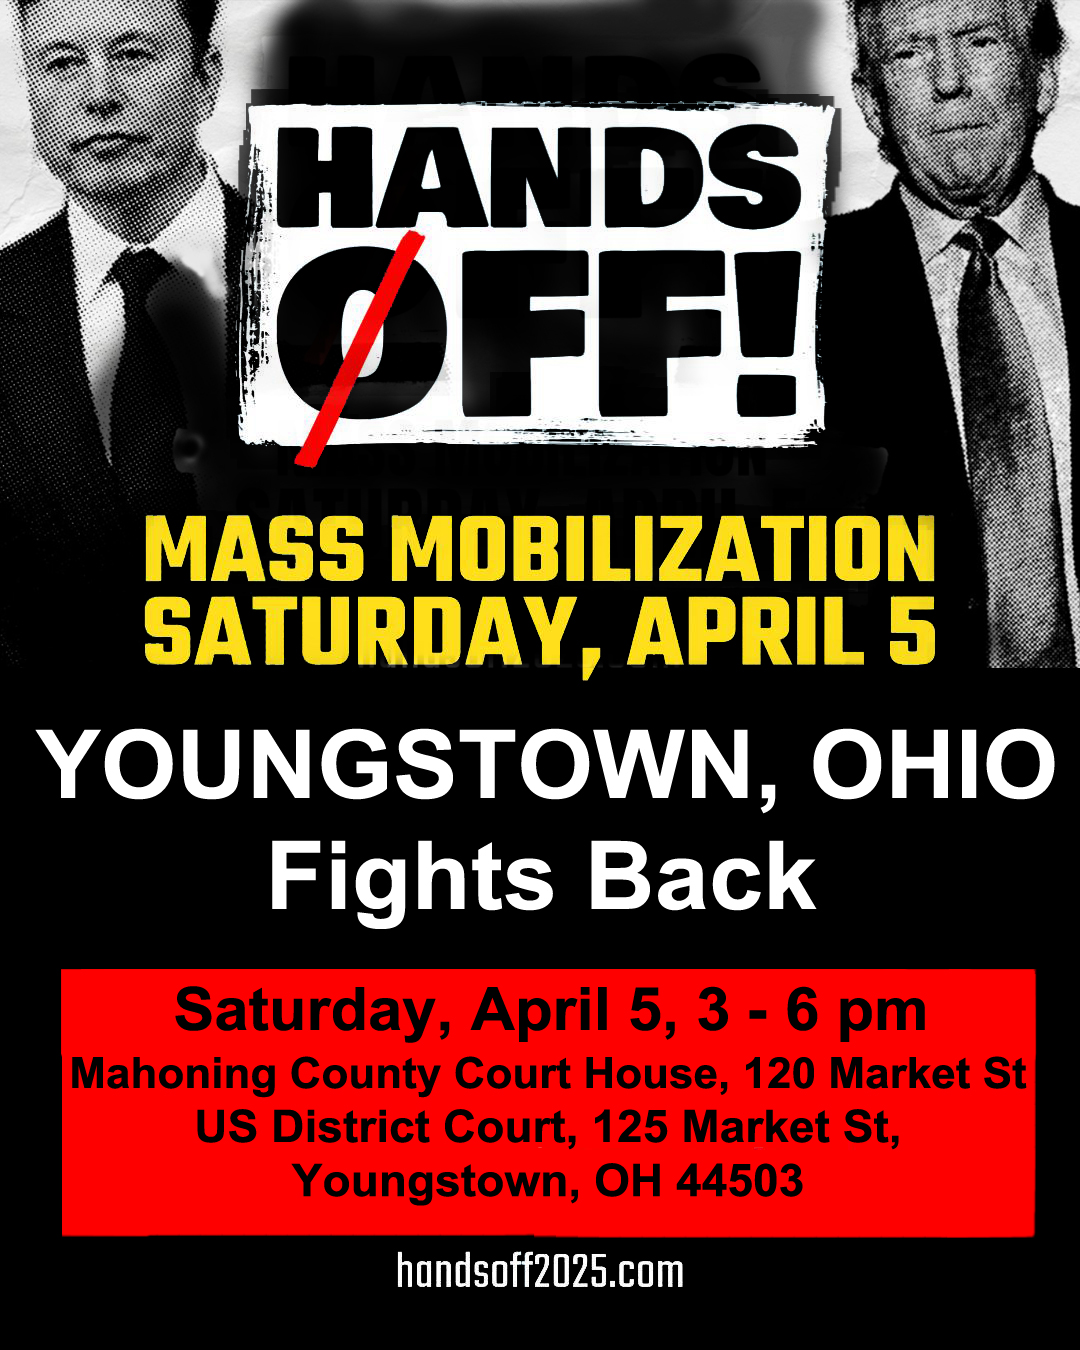 HANDS
OFF!
MASS MOBILIZATION
SATURDAY, APRIL 5
YOUNGSTOWN, OHIO
Fights Back
Saturday, April 5, 3 - 6 pm
Mahoning County Court House, 120 Market St
US District Court, 125 Market St,
Youngstown, OH 44503
handsoff2025.com